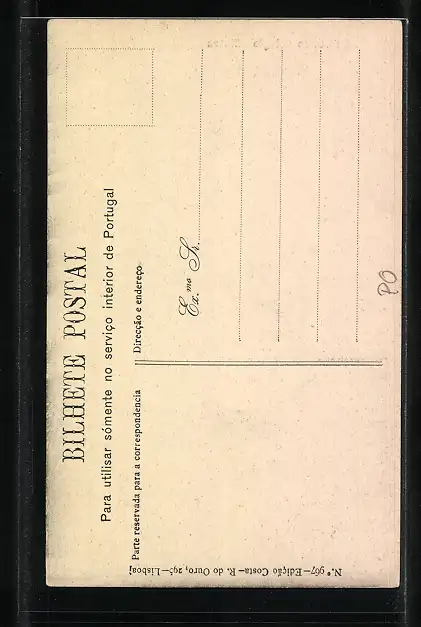 BILHETE POSTAL
Para utilisar sómente no serviço interior de Portugal
Parte reservada para a correspondencia
Direcção e endereço
Ex.mo Sr.
N.º 967—Edição Costa—R. do Ouro, 295—Lisboa
PO